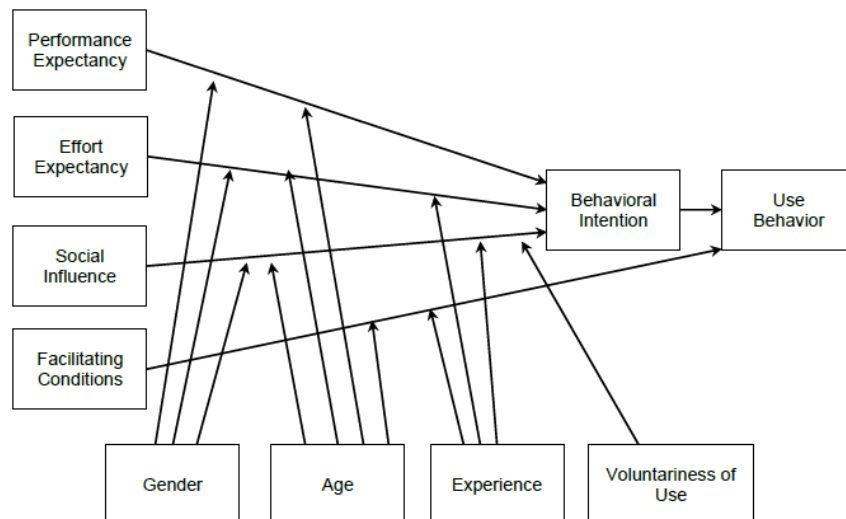 Performance
Expectancy
Effort
Expectancy
Social
Influence
Facilitating
Conditions
Behavioral
Intention
Use
Behavior
Gender
Age
Experience
Voluntariness of
Use